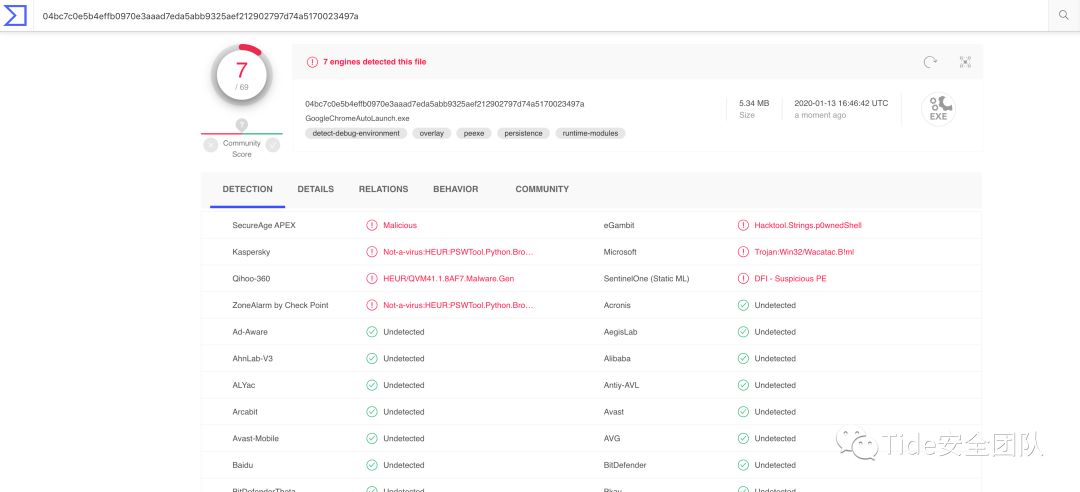 04bc7c0e5b4effb0970e3aaad7eda5abb9325aef212902797d74a5170023497a
7
/ 69
?
Community
Score
7 engines detected this file
04bc7c0e5b4effb0970e3aaad7eda5abb9325aef212902797d74a5170023497a
GoogleChromeAutoLaunch.exe
detect-debug-environment overlay peexe persistence runtime-modules
5.34 MB
Size
2020-01-13 16:46:42 UTC
a moment ago
EXE
DETECTION DETAILS RELATIONS BEHAVIOR COMMUNITY
SecureAge APEX Malicious eGambit Hacktool.Strings.p0wnedShell
Kaspersky Not-a-virus:HEUR:PSWTool.Python.Bro… Microsoft Trojan:Win32/Wacatac.B!ml
Qihoo-360 HEUR/QVM41.1.8AF7.Malware.Gen SentinelOne (Static ML) DFI - Suspicious PE
ZoneAlarm by Check Point Not-a-virus:HEUR:PSWTool.Python.Bro… Acronis Undetected
Ad-Aware Undetected AegisLab Undetected
AhnLab-V3 Undetected Alibaba Undetected
ALYac Undetected Antiy-AVL Undetected
Arcabit Undetected Avast Undetected
Avast-Mobile Undetected AVG Undetected
Baidu Undetected BitDefender Undetected
BitDefenderTheta Undetected Bkav Undetected
Tide安全团队